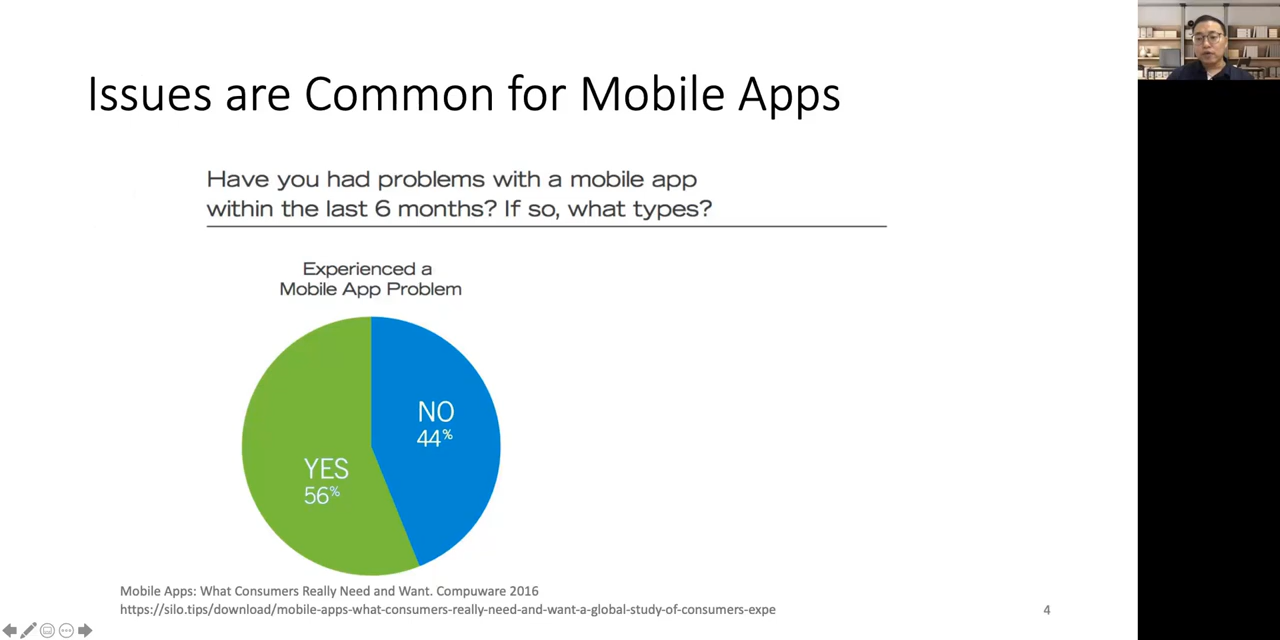 Issues are Common for Mobile Apps
Have you had problems with a mobile app
within the last 6 months? If so, what types?
Experienced a
Mobile App Problem
NO
44%
YES
56%
Mobile Apps: What Consumers Really Need and Want. Compuware 2016
https://silo.tips/download/mobile-apps-what-consumers-really-need-and-want-a-global-study-of-consumers-expe
4